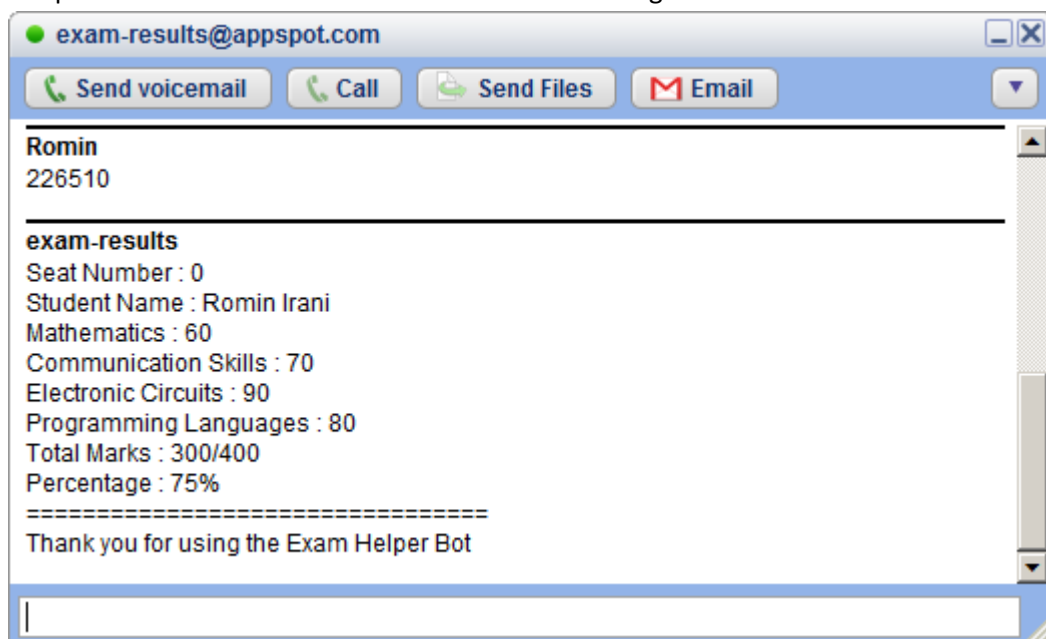 exam-results@appspot.com
Send voicemail Call Send Files Email
Romin
226510
exam-results
Seat Number : 0
Student Name : Romin Irani
Mathematics : 60
Communication Skills : 70
Electronic Circuits : 90
Programming Languages : 80
Total Marks : 300/400
Percentage : 75%
=================================
Thank you for using the Exam Helper Bot